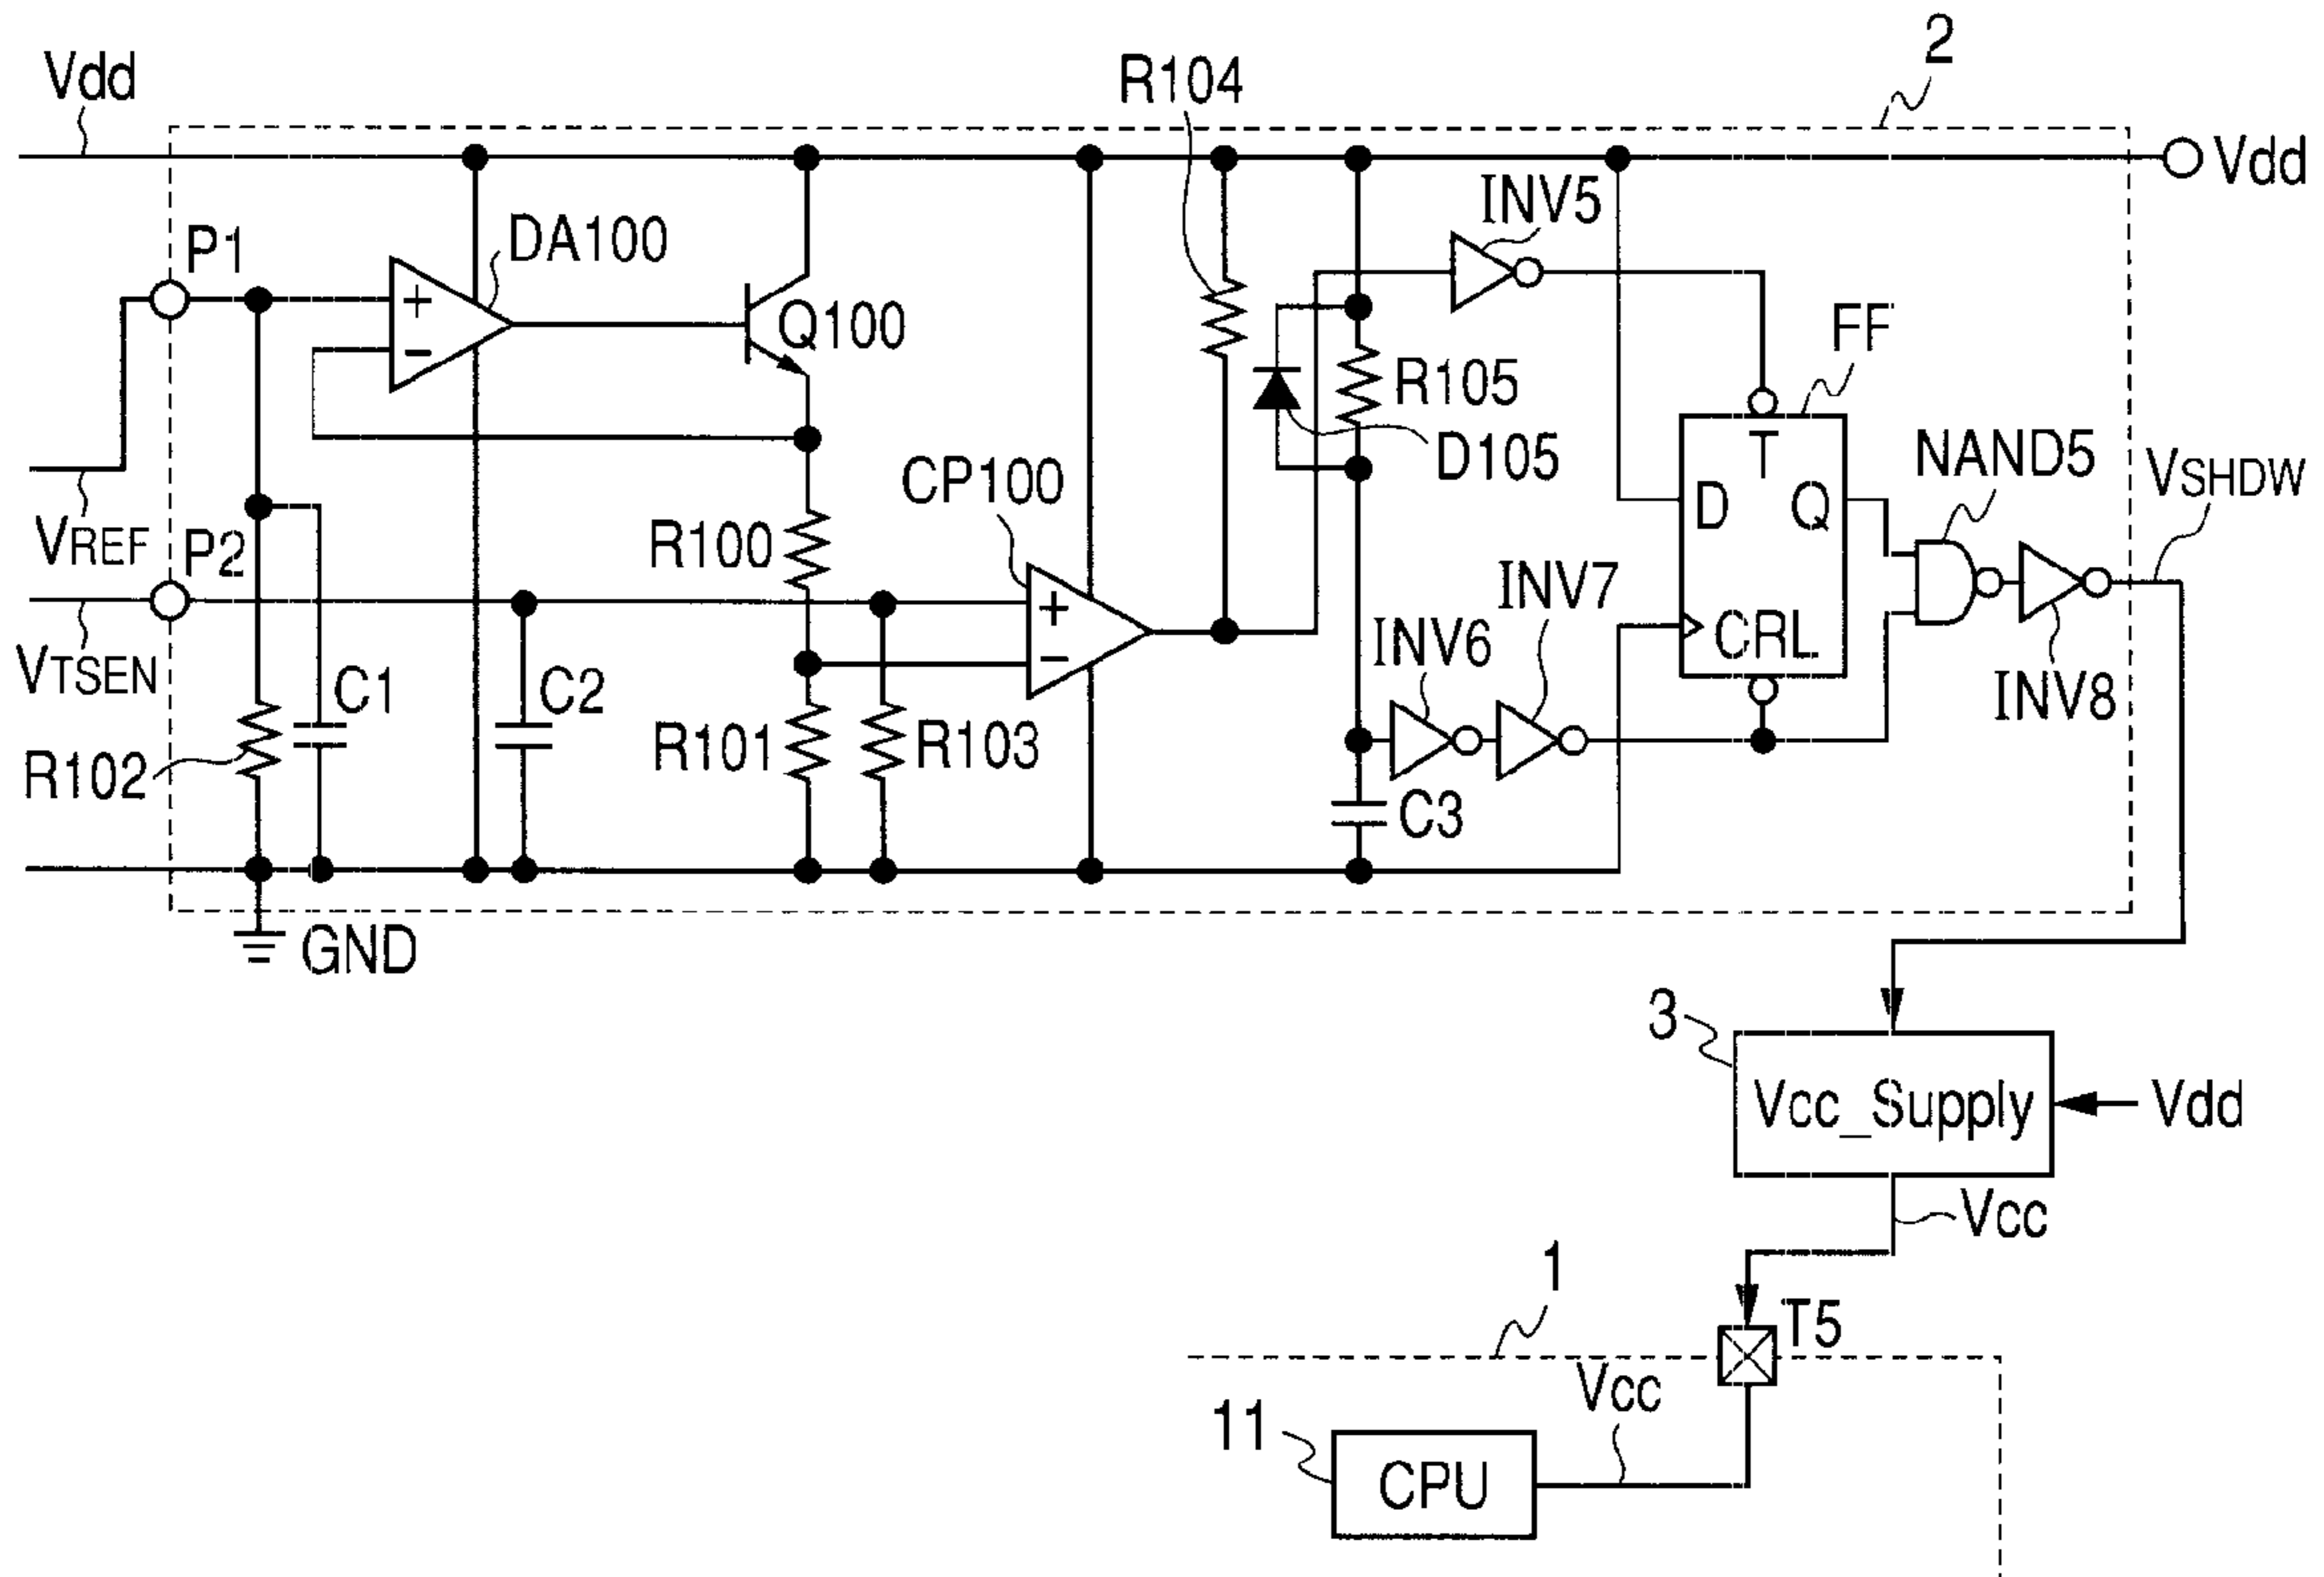 2
Vdd
R104
Vdd
INV5
P1
DA100
Q100
FF
+
−
R105
T
D105
NAND5
VSHDW
CP100
D
Q
VREF
P2
R100
INV7
+
INV6
CRL
VTSEN
C1
C2
−
INV8
R102
R101
R103
C3
GND
3
Vcc_Supply
Vdd
Vcc
1
T5
Vcc
11
CPU